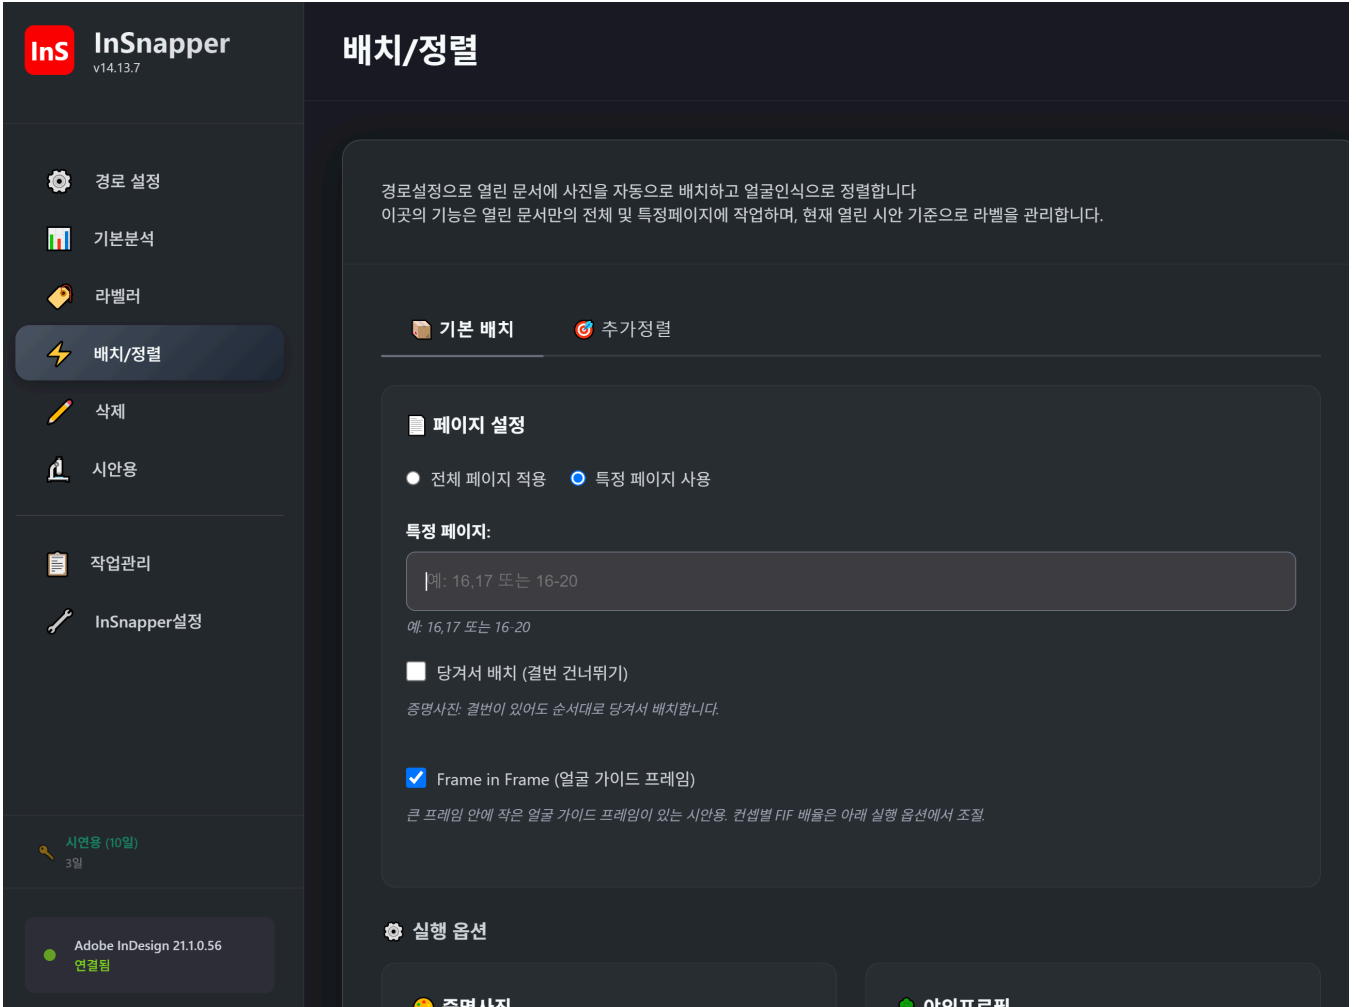 InS
InSnapper
v14.13.7
경로 설정
기본분석
라벨러
배치/정렬
삭제
시안용
작업관리
InSnapper설정
시연용 (10일)
3일
Adobe InDesign 21.1.0.56
연결됨
배치/정렬
경로설정으로 열린 문서에 사진을 자동으로 배치하고 얼굴인식으로 정렬합니다
이곳의 기능은 열린 문서만의 전체 및 특정페이지에 작업하며, 현재 열린 시안 기준으로 라벨을 관리합니다.
기본 배치
추가정렬
페이지 설정
전체 페이지 적용
특정 페이지 사용
특정 페이지:
예: 16,17 또는 16-20
예: 16,17 또는 16-20
당겨서 배치 (결번 건너뛰기)
증명사진: 결번이 있어도 순서대로 당겨서 배치합니다.
Frame in Frame (얼굴 가이드 프레임)
큰 프레임 안에 작은 얼굴 가이드 프레임이 있는 시안용. 컨셉별 FIF 배율은 아래 실행 옵션에서 조절.
실행 옵션
증명사진
야외프로필